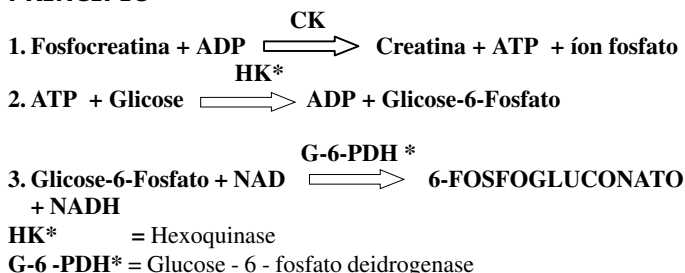 CK
1. Fosfocreatina + ADP Creatina + ATP + íon fosfato
HK*
2. ATP + Glicose ADP + Glicose-6-Fosfato
G-6-PDH *
3. Glicose-6-Fosfato + NAD 6-FOSFOGLUCONATO
+ NADH
HK* = Hexoquinase
G-6 -PDH* = Glucose - 6 - fosfato deidrogenase